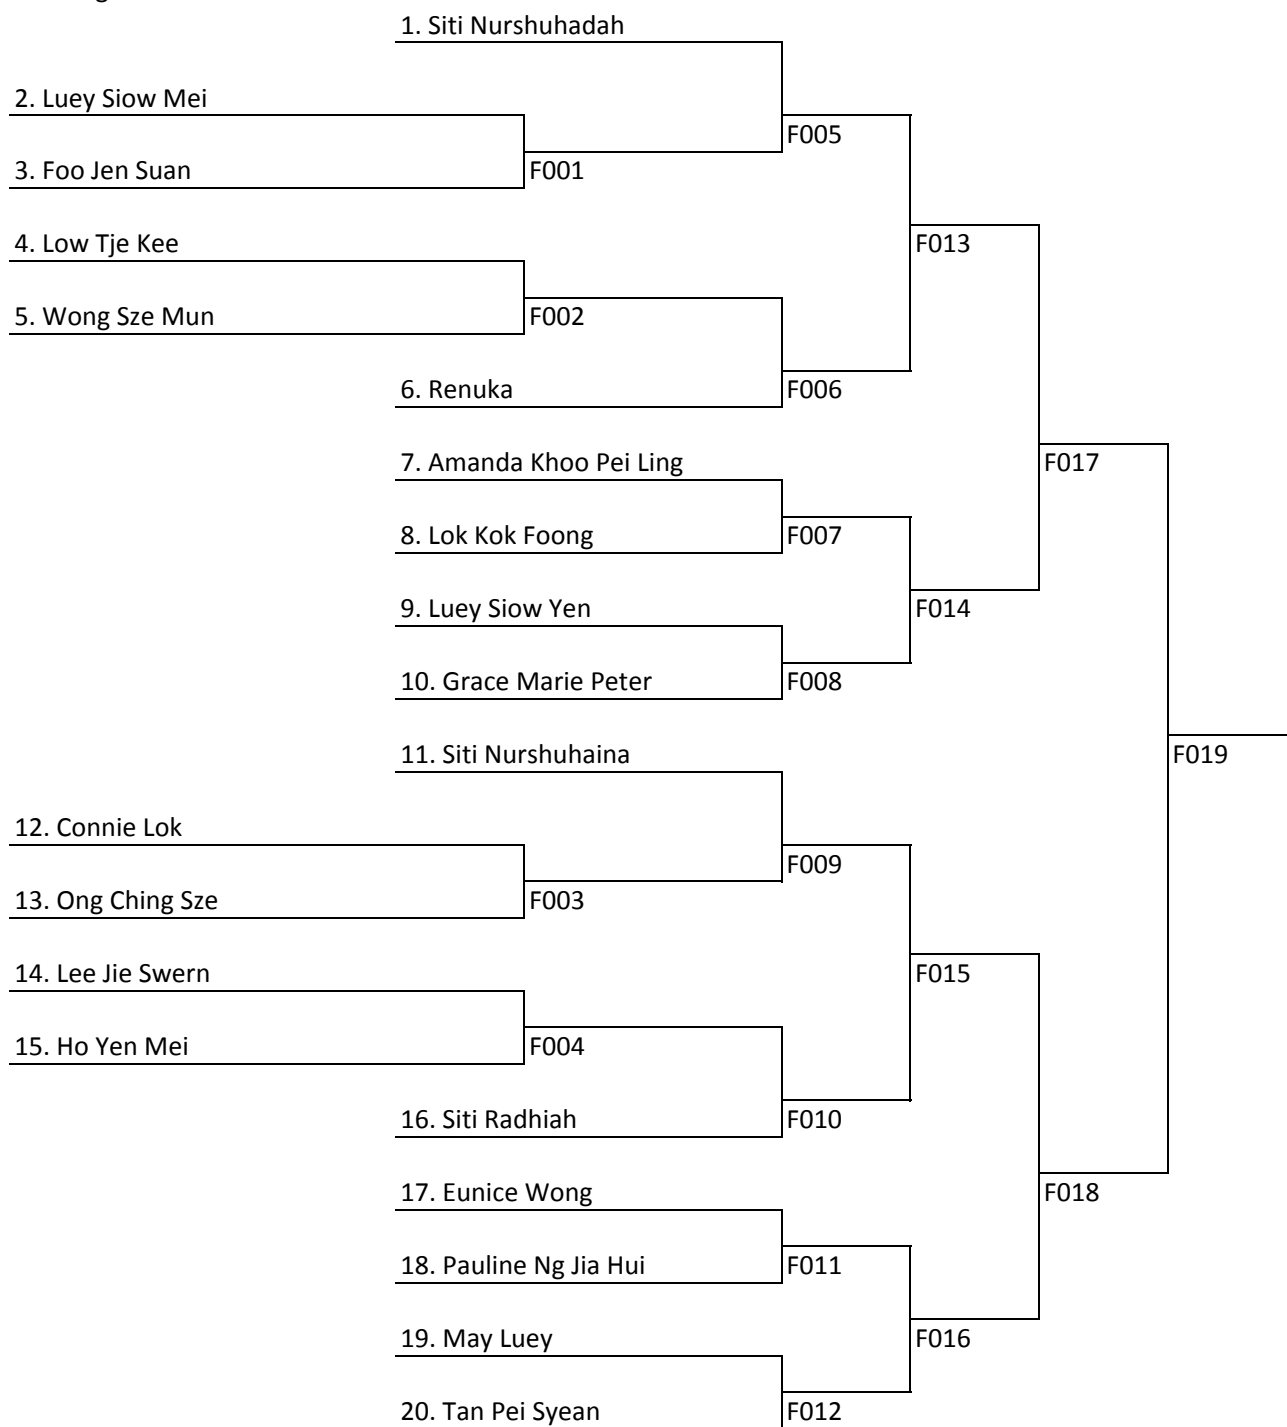 1. Siti Nurshuhadah
2. Luey Siow Mei
F005
3. Foo Jen Suan
F001
4. Low Tje Kee
F013
5. Wong Sze Mun
F002
6. Renuka
F006
7. Amanda Khoo Pei Ling
F017
8. Lok Kok Foong
F007
9. Luey Siow Yen
F014
10. Grace Marie Peter
F008
11. Siti Nurshuhaina
F019
12. Connie Lok
F009
13. Ong Ching Sze
F003
14. Lee Jie Swern
F015
15. Ho Yen Mei
F004
16. Siti Radhiah
F010
17. Eunice Wong
F018
18. Pauline Ng Jia Hui
F011
19. May Luey
F016
20. Tan Pei Syean
F012